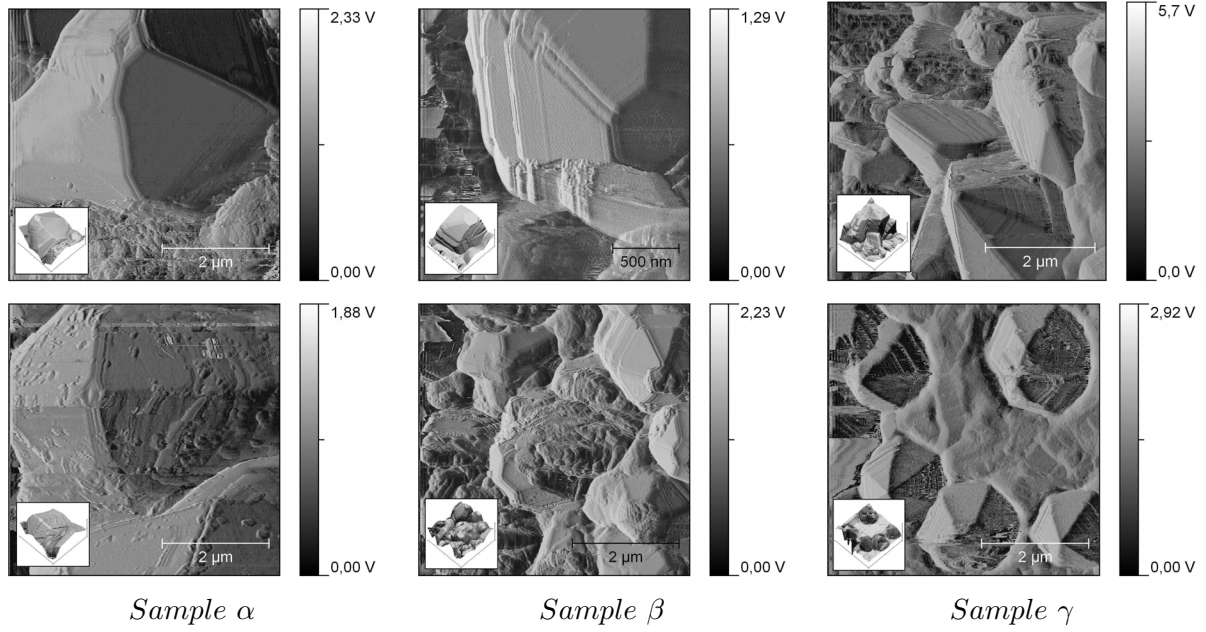 2,33 V
0,00 V
2 μm
1,29 V
0,00 V
500 nm
5,7 V
0,0 V
2 μm
1,88 V
0,00 V
2 μm
2,23 V
0,00 V
2 μm
2,92 V
0,00 V
2 μm
Sample α
Sample β
Sample γ